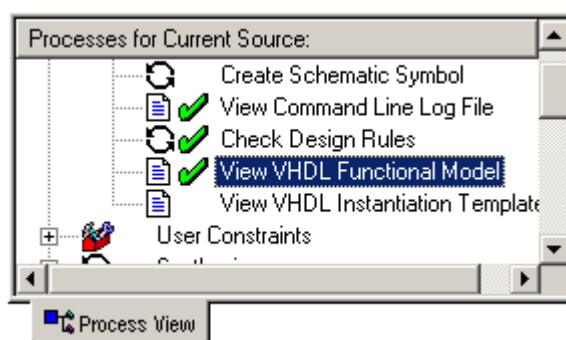 Processes for Current Source:
Create Schematic Symbol
View Command Line Log File
Check Design Rules
View VHDL Functional Model
View VHDL Instantiation Template
User Constraints
Process View